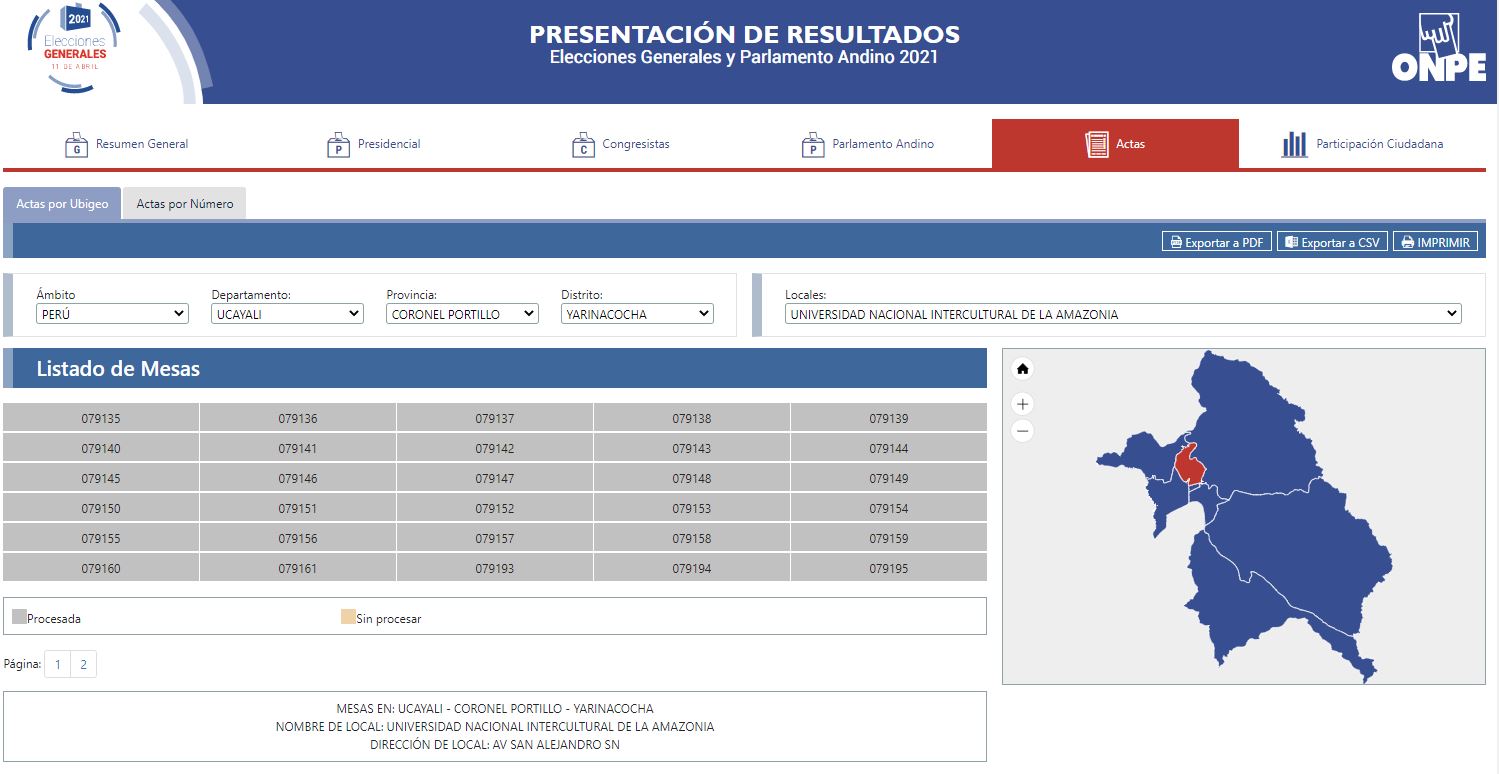 2021
Elecciones
GENERALES
11 DE ABRIL
PRESENTACIÓN DE RESULTADOS
Elecciones Generales y Parlamento Andino 2021
ONPE
G Resumen General
P Presidencial
C Congresistas
P Parlamento Andino
Actas
Participación Ciudadana
Actas por Ubigeo
Actas por Número
Exportar a PDF
Exportar a CSV
IMPRIMIR
Ámbito
Departamento:
Provincia:
Distrito:
Locales:
PERÚ
UCAYALI
CORONEL PORTILLO
YARINACOCHA
UNIVERSIDAD NACIONAL INTERCULTURAL DE LA AMAZONIA
Listado de Mesas
079135 079136 079137 079138 079139
079140 079141 079142 079143 079144
079145 079146 079147 079148 079149
079150 079151 079152 079153 079154
079155 079156 079157 079158 079159
079160 079161 079193 079194 079195
Procesada
Sin procesar
Página: 1 2
MESAS EN: UCAYALI - CORONEL PORTILLO - YARINACOCHA
NOMBRE DE LOCAL: UNIVERSIDAD NACIONAL INTERCULTURAL DE LA AMAZONIA
DIRECCIÓN DE LOCAL: AV SAN ALEJANDRO SN
+
−